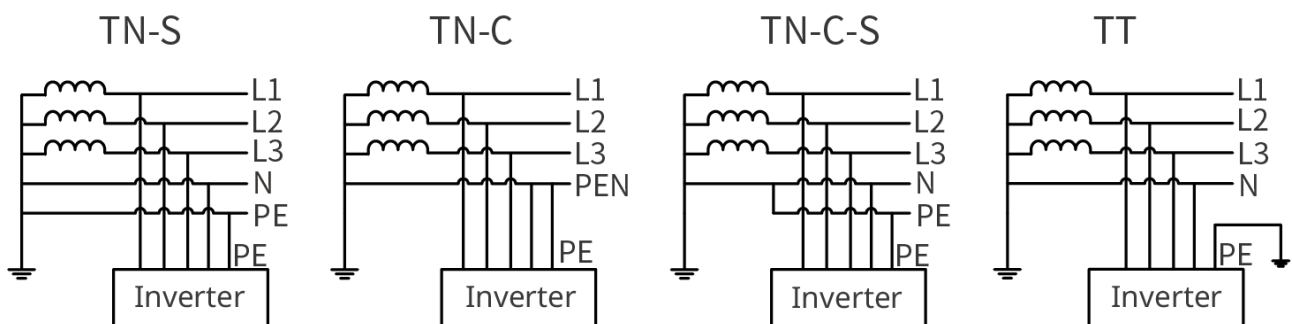 TN-S
TN-C
TN-C-S
TT
L1
L2
L3
N
PE
PE
Inverter
L1
L2
L3
PEN
PE
Inverter
L1
L2
L3
N
PE
PE
Inverter
L1
L2
L3
N
PE
Inverter